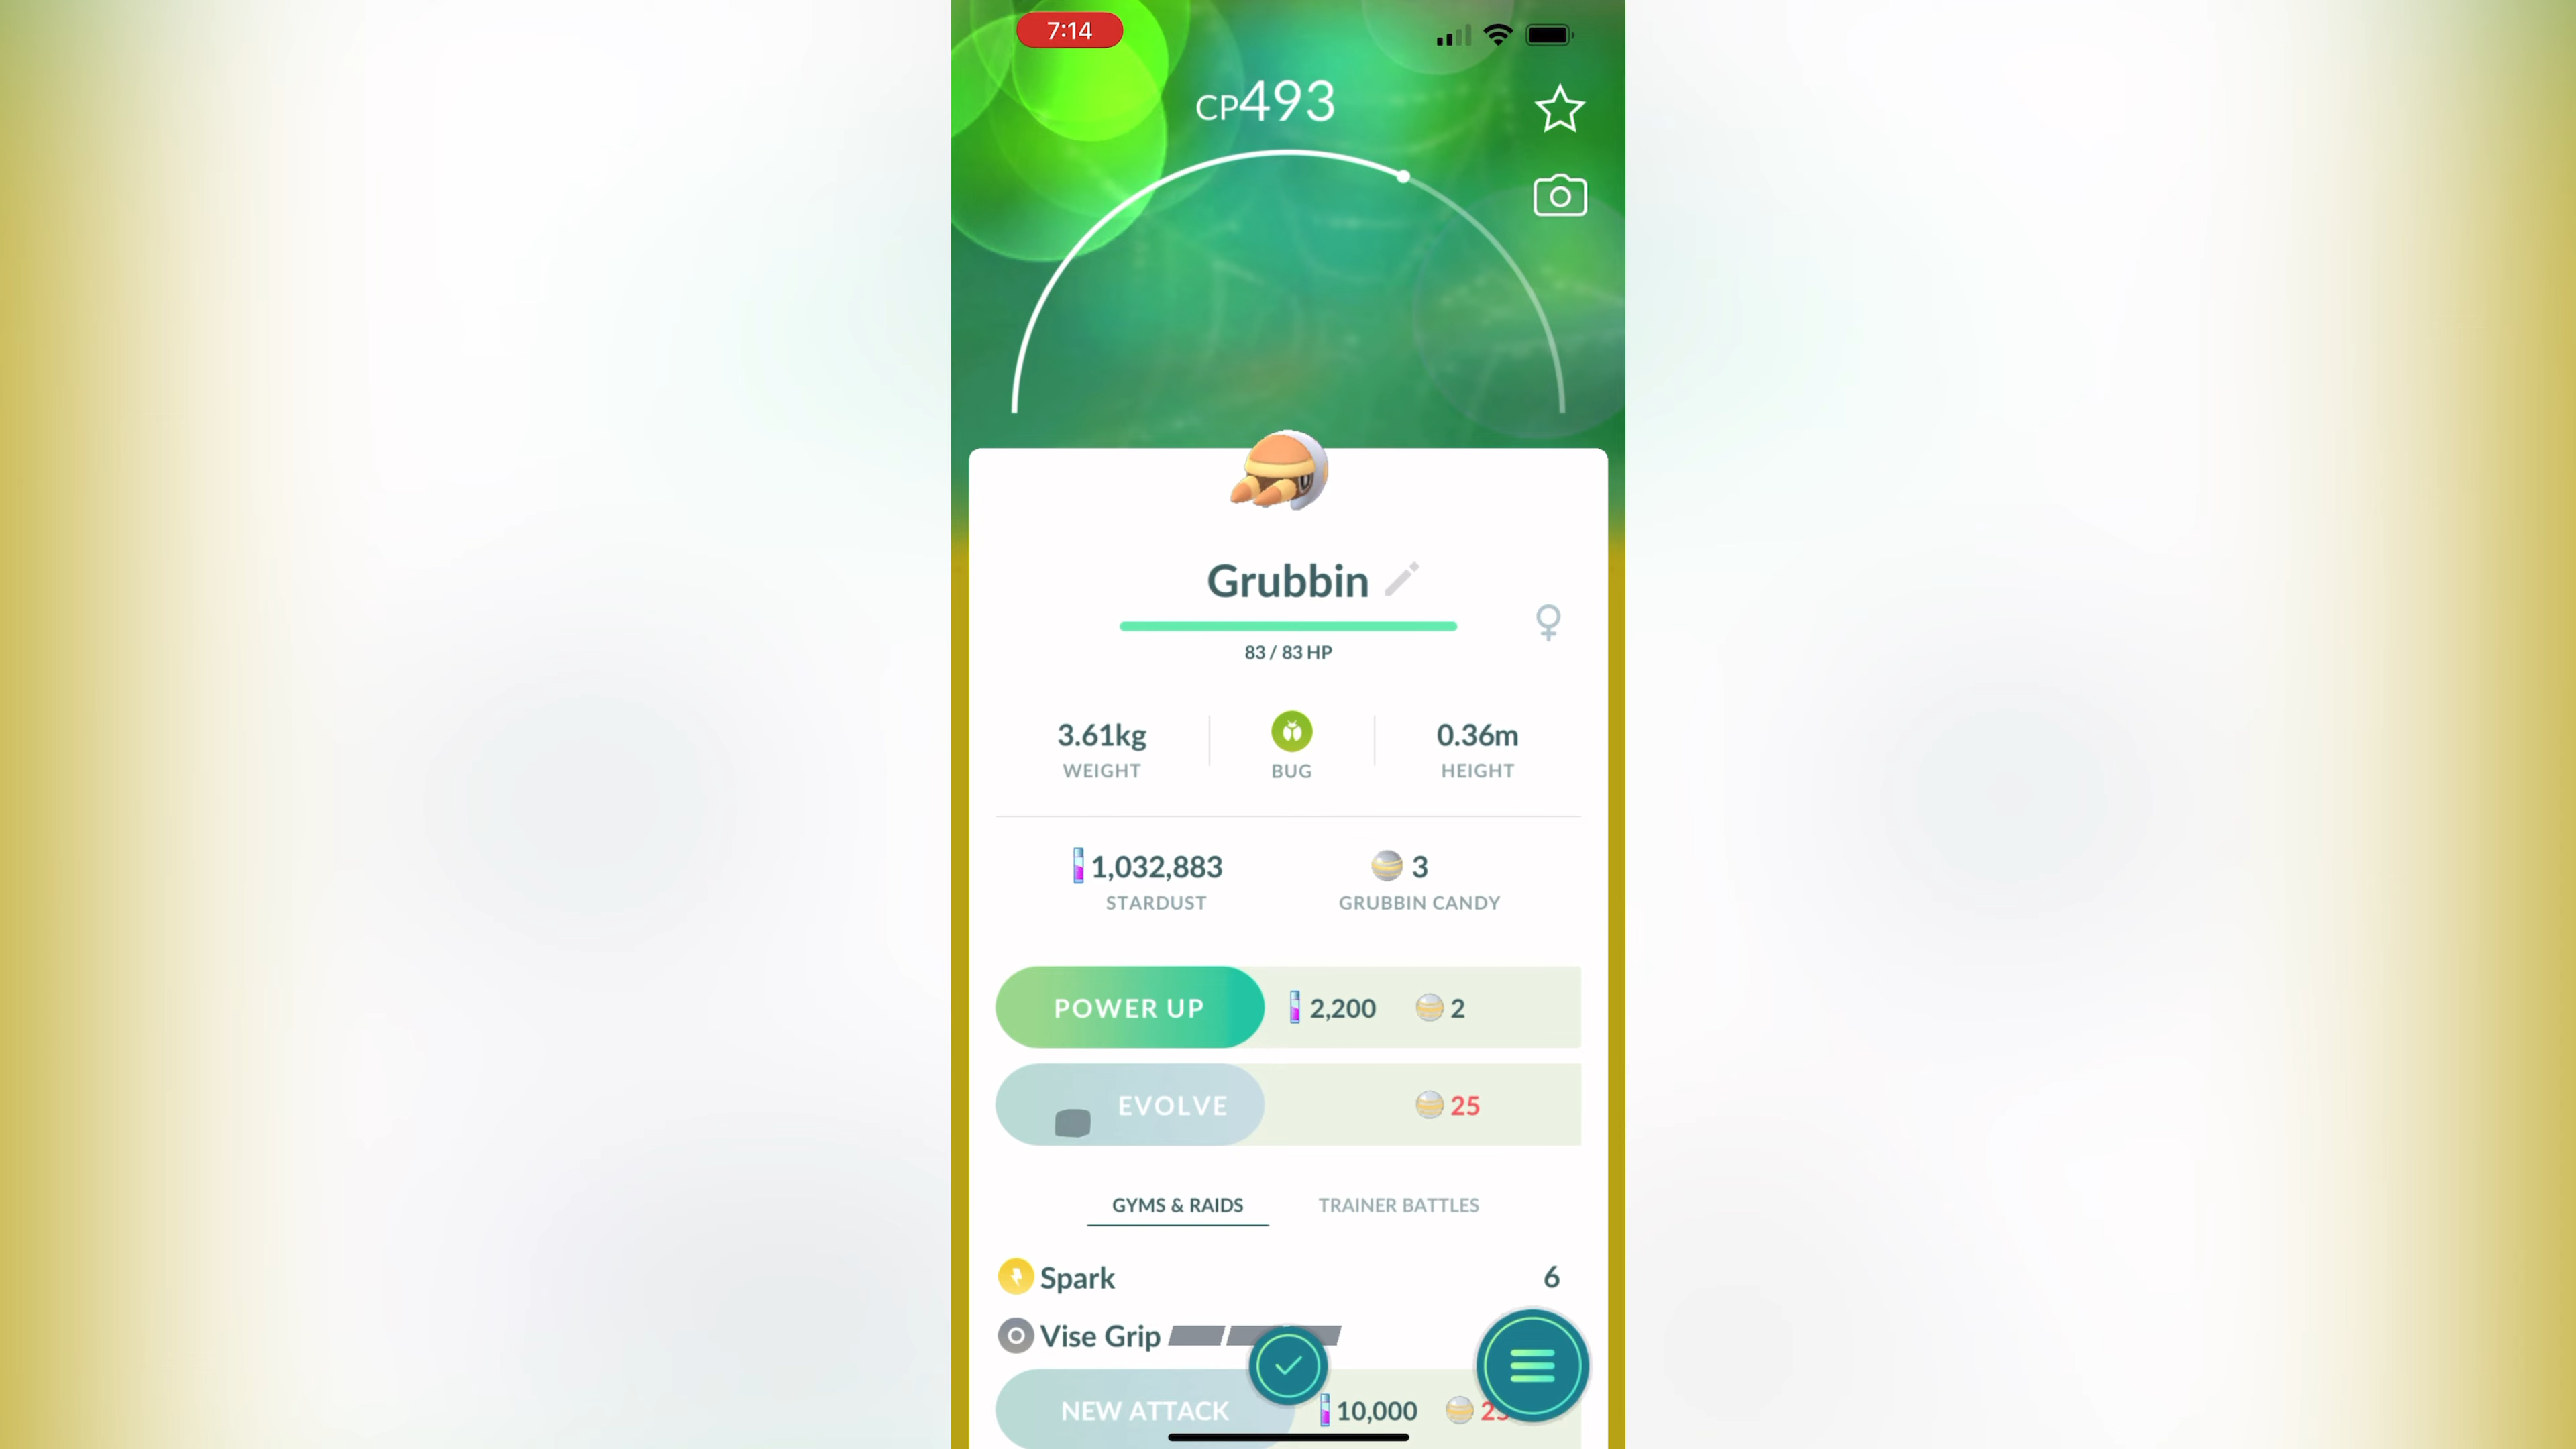 7:14
CP493
Grubbin
83 / 83 HP
3.61kg
WEIGHT
BUG
0.36m
HEIGHT
1,032,883
STARDUST
3
GRUBBIN CANDY
POWER UP 2,200 2
EVOLVE 25
GYMS & RAIDS TRAINER BATTLES
Spark 6
Vise Grip
NEW ATTACK 10,000